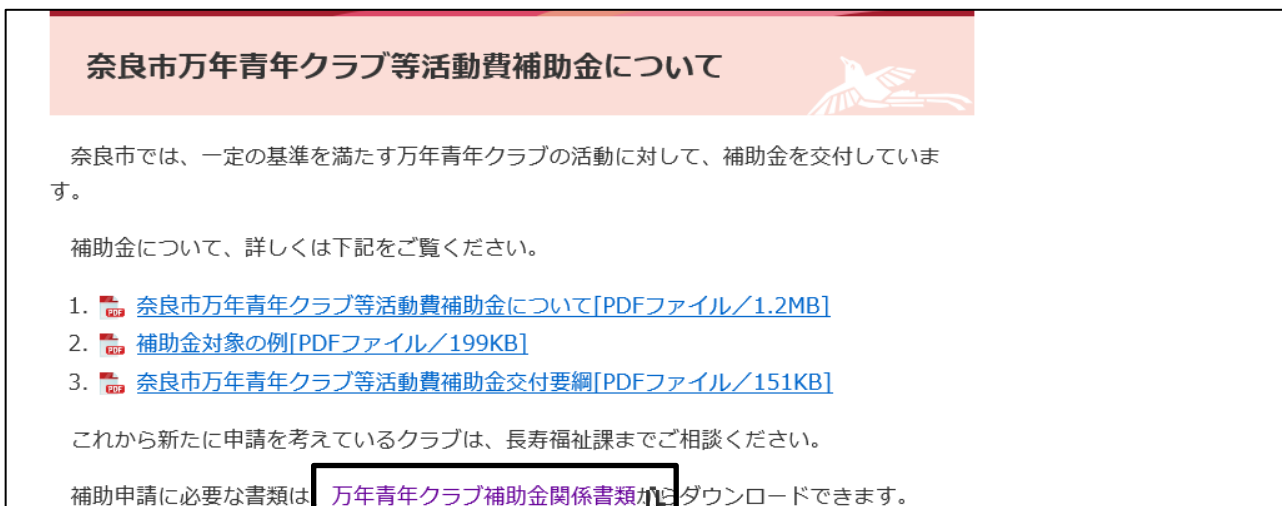 奈良市万年青年クラブ等活動費補助金について
奈良市では、一定の基準を満たす万年青年クラブの活動に対して、補助金を交付していま
す。
補助金について、詳しくは下記をご覧ください。
1. PDF 奈良市万年青年クラブ等活動費補助金について[PDFファイル／1.2MB]
2. PDF 補助金対象の例[PDFファイル／199KB]
3. PDF 奈良市万年青年クラブ等活動費補助金交付要綱[PDFファイル／151KB]
これから新たに申請を考えているクラブは、長寿福祉課までご相談ください。
補助申請に必要な書類は 万年青年クラブ補助金関係書類からダウンロードできます。